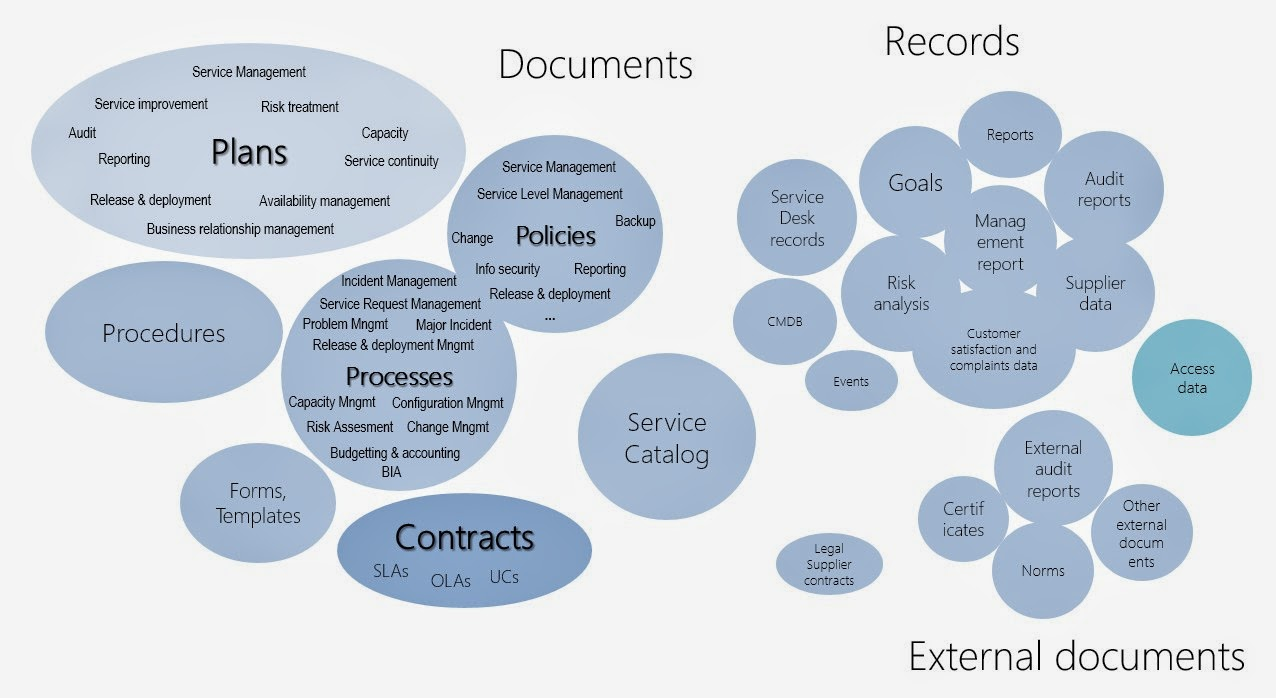 Documents
Records
Service Management
Service improvement
Risk treatment
Audit
Capacity
Reporting
Plans
Service continuity
Release & deployment
Availability management
Business relationship management
Service Management
Service Level Management
Backup
Change
Policies
Info security
Reporting
Release & deployment
...
Procedures
Incident Management
Service Request Management
Problem Mngmt
Major Incident
Release & deployment Mngmt
Processes
Capacity Mngmt
Configuration Mngmt
Risk Assesment
Change Mngmt
Budgetting & accounting
BIA
Forms,
Templates
Contracts
SLAs
OLAs
UCs
Service
Catalog
Reports
Goals
Audit
reports
Service
Desk
records
Manag
ement
report
Risk
analysis
Supplier
data
CMDB
Customer
satisfaction and
complaints data
Events
Access
data
External
audit
reports
Certif
icates
Other
external
docum
ents
Norms
Legal
Supplier
contracts
External documents